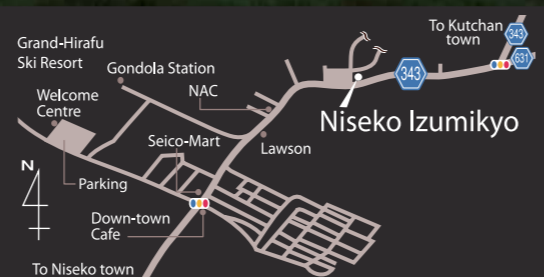 To Kutchan
town
343
631
Grand-Hirafu
Ski Resort
Gondola Station
343
NAC
Welcome
Centre
Niseko Izumikyo
Seico-Mart
Lawson
N
Parking
Down-town
Cafe
To Niseko town